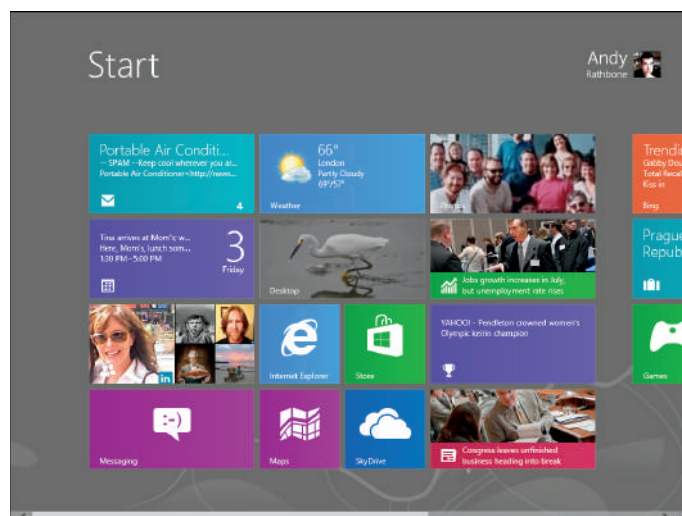 Start
Andy
Rathbone
Portable Air Conditi...
-- SPAM --Keep cool wherever you ar...
Portable Air Conditioner<http://news...
4
66°
London
Partly Cloudy
69°/57°
Weather
Photos
Trendi
Gabby Dou
Total Recal
Kiss in
Bing
Tina arrives at Mom"c w...
Here, Mom's, lunch som...
1:30 PM–5:00 PM
3
Friday
Desktop
Jobs growth increases in July,
but unemployment rate rises
Prague
Republ
in
Internet Explorer
Store
YAHOO! - Pendleton crowned women's
Olympic keirin champion
Games
Messaging
Maps
SkyDrive
Congress leaves unfinished
business heading into break